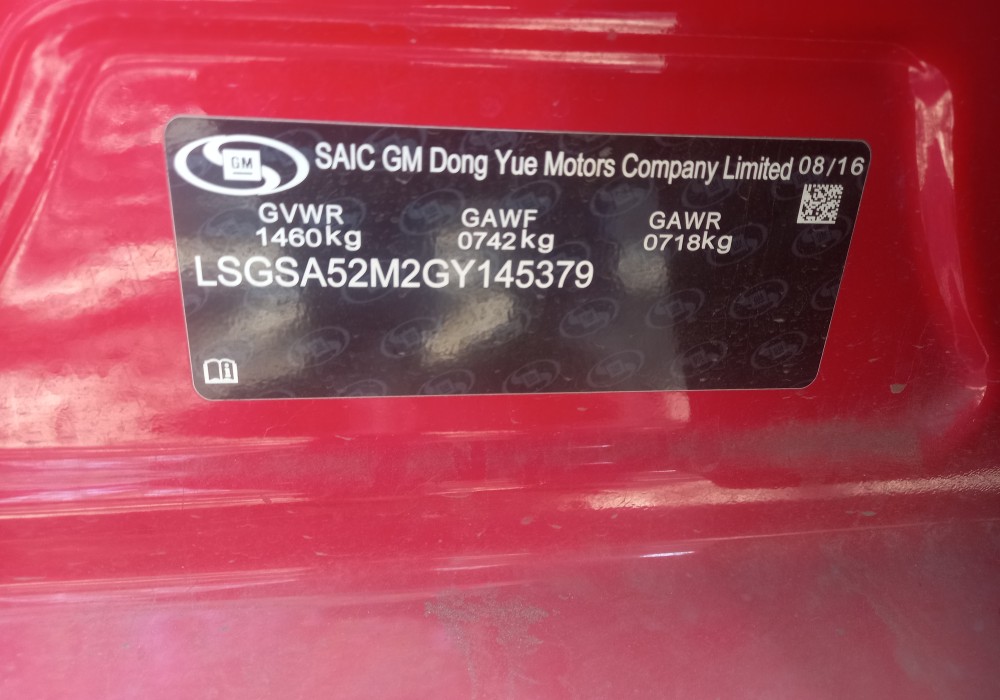 GM SAIC GM Dong Yue Motors Company Limited 08/16
GVWR GAWF GAWR
1460kg 0742kg 0718kg
LSGSA52M2GY145379